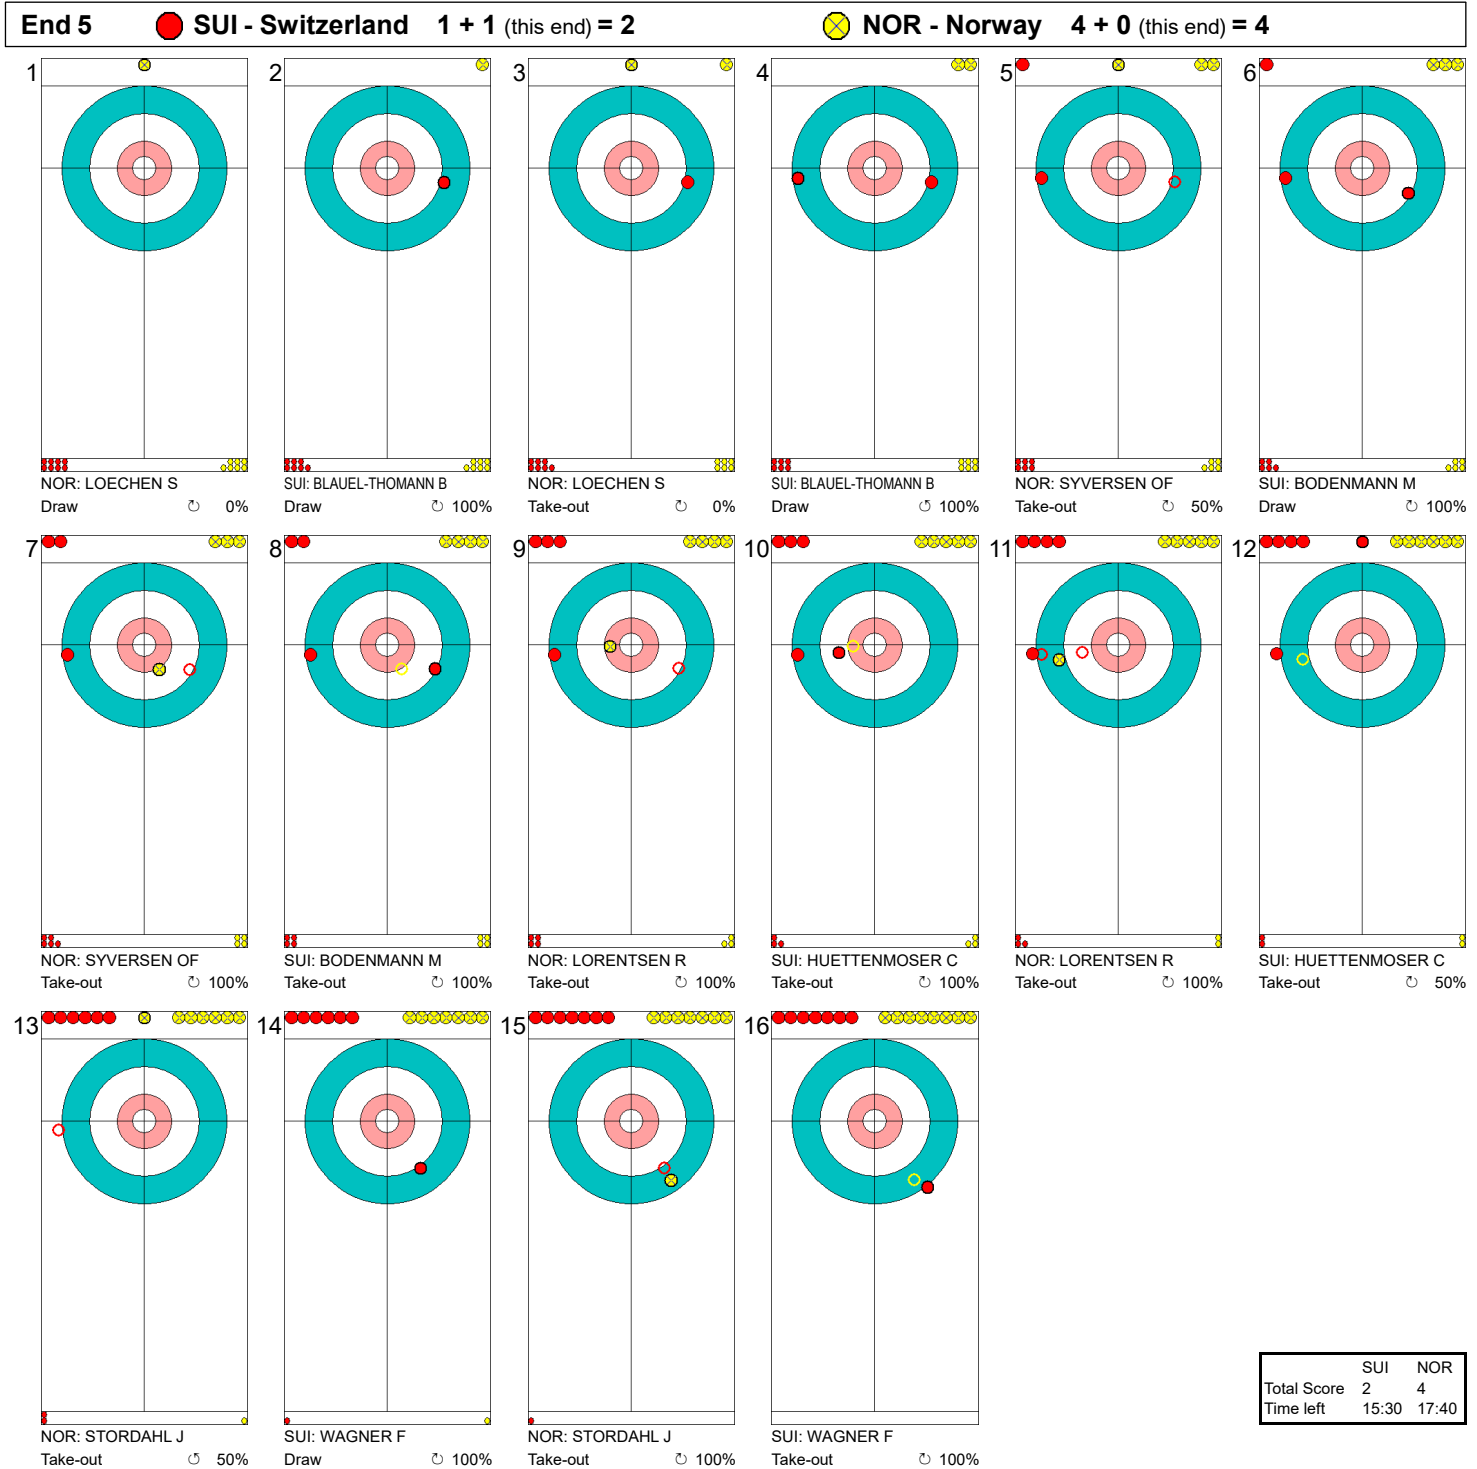 End 5 SUI - Switzerland 1 + 1 (this end) = 2 NOR - Norway 4 + 0 (this end) = 4
1 2 3 4 5 6
NOR: LOECHEN S SUI: BLAUEL-THOMANN B NOR: LOECHEN S SUI: BLAUEL-THOMANN B NOR: SYVERSEN OF SUI: BODENMANN M
Draw ↻ 0% Draw ↻ 100% Take-out ↻ 0% Draw ↻ 100% Take-out ↻ 50% Draw ↻ 100%
7 8 9 10 11 12
NOR: SYVERSEN OF SUI: BODENMANN M NOR: LORENTSEN R SUI: HUETTENMOSER C NOR: LORENTSEN R SUI: HUETTENMOSER C
Take-out ↻ 100% Take-out ↻ 100% Take-out ↻ 100% Take-out ↺ 100% Take-out ↺ 100% Take-out ↻ 50%
13 14 15 16
NOR: STORDAHL J SUI: WAGNER F NOR: STORDAHL J SUI: WAGNER F
Take-out ↺ 50% Draw ↻ 100% Take-out ↻ 100% Take-out ↻ 100%
SUI NOR
Total Score 2 4
Time left 15:30 17:40